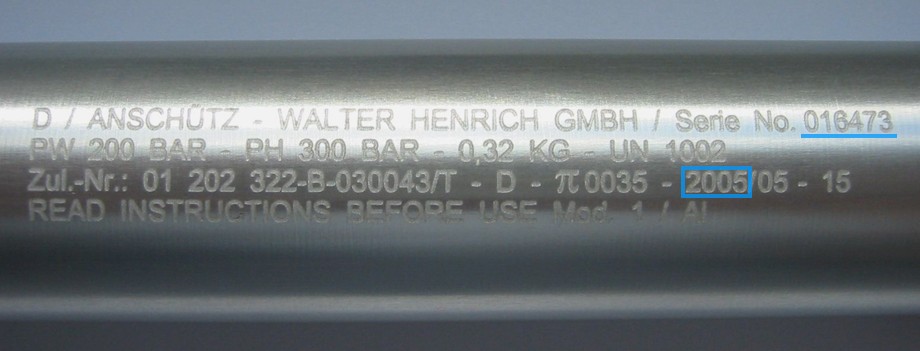 D / ANSCHÜTZ - WALTER HENRICH GMBH / Serie No. 016473
PW 200 BAR - PH 300 BAR - 0,32 KG - UN 1002
Zul.-Nr.: 01 202 322-B-030043/T - D - π0035 - 2005/05 - 15
READ INSTRUCTIONS BEFORE USE Mod. 1 / Al